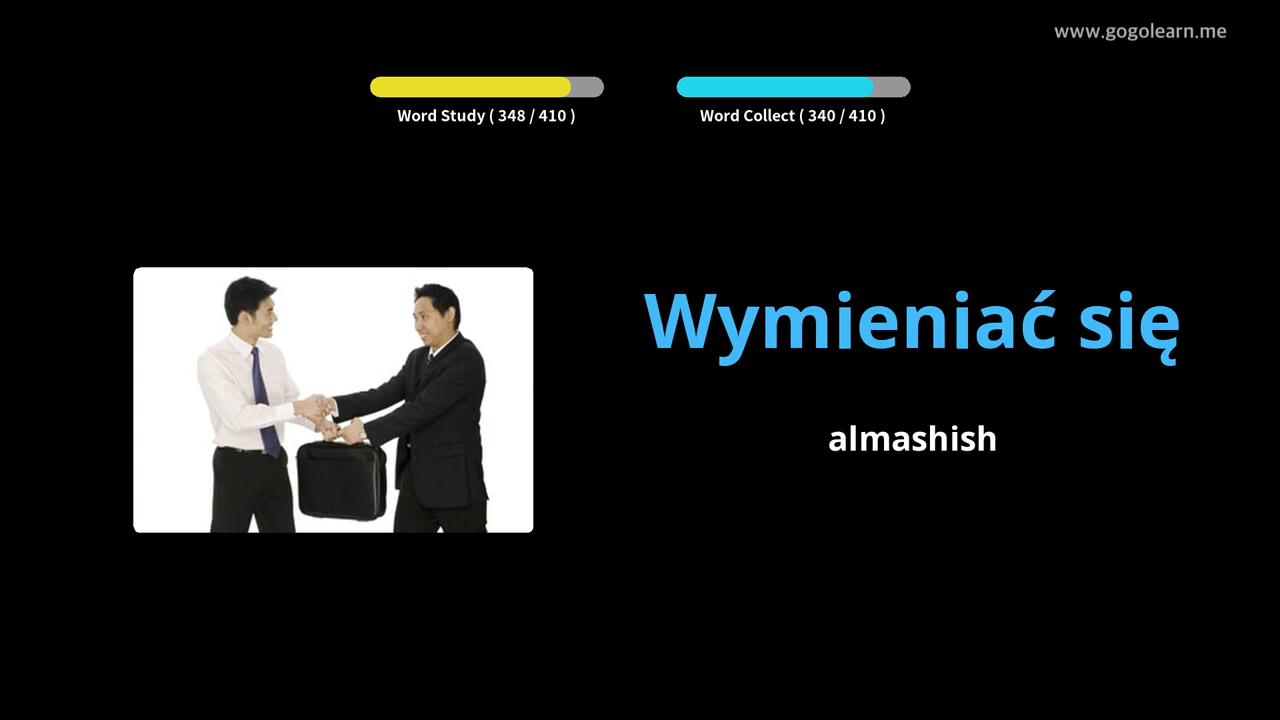 www.gogolearn.me
Word Study ( 348 / 410 )
Word Collect ( 340 / 410 )
Wymieniać się
almashish